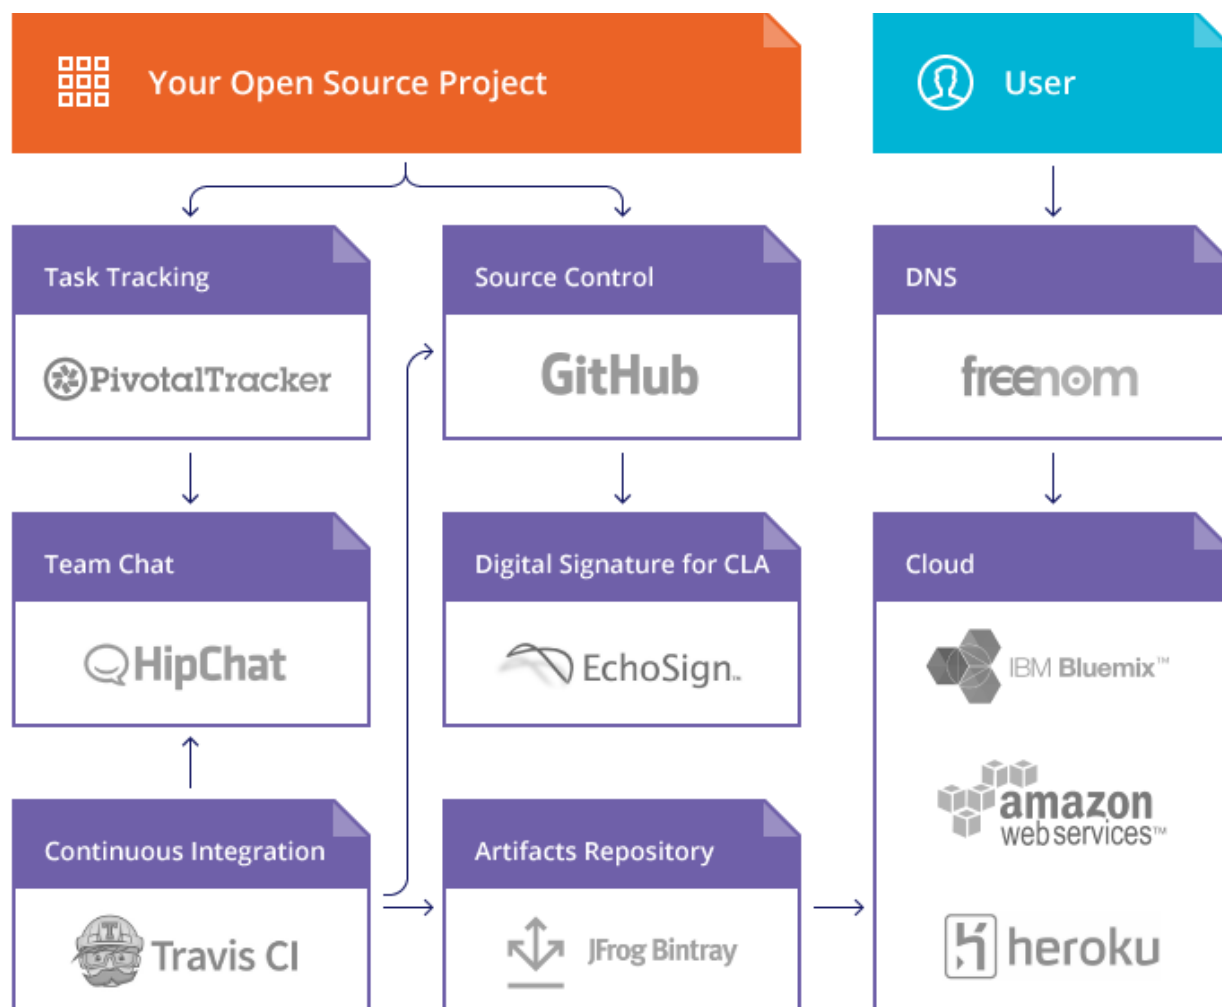 Your Open Source Project
User
Task Tracking
Source Control
DNS
PivotalTracker
GitHub
freenom
Team Chat
Digital Signature for CLA
Cloud
HipChat
EchoSign™
IBM Bluemix™
amazon
web services™
Continuous Integration
Artifacts Repository
T
Travis CI
JFrog Bintray
heroku